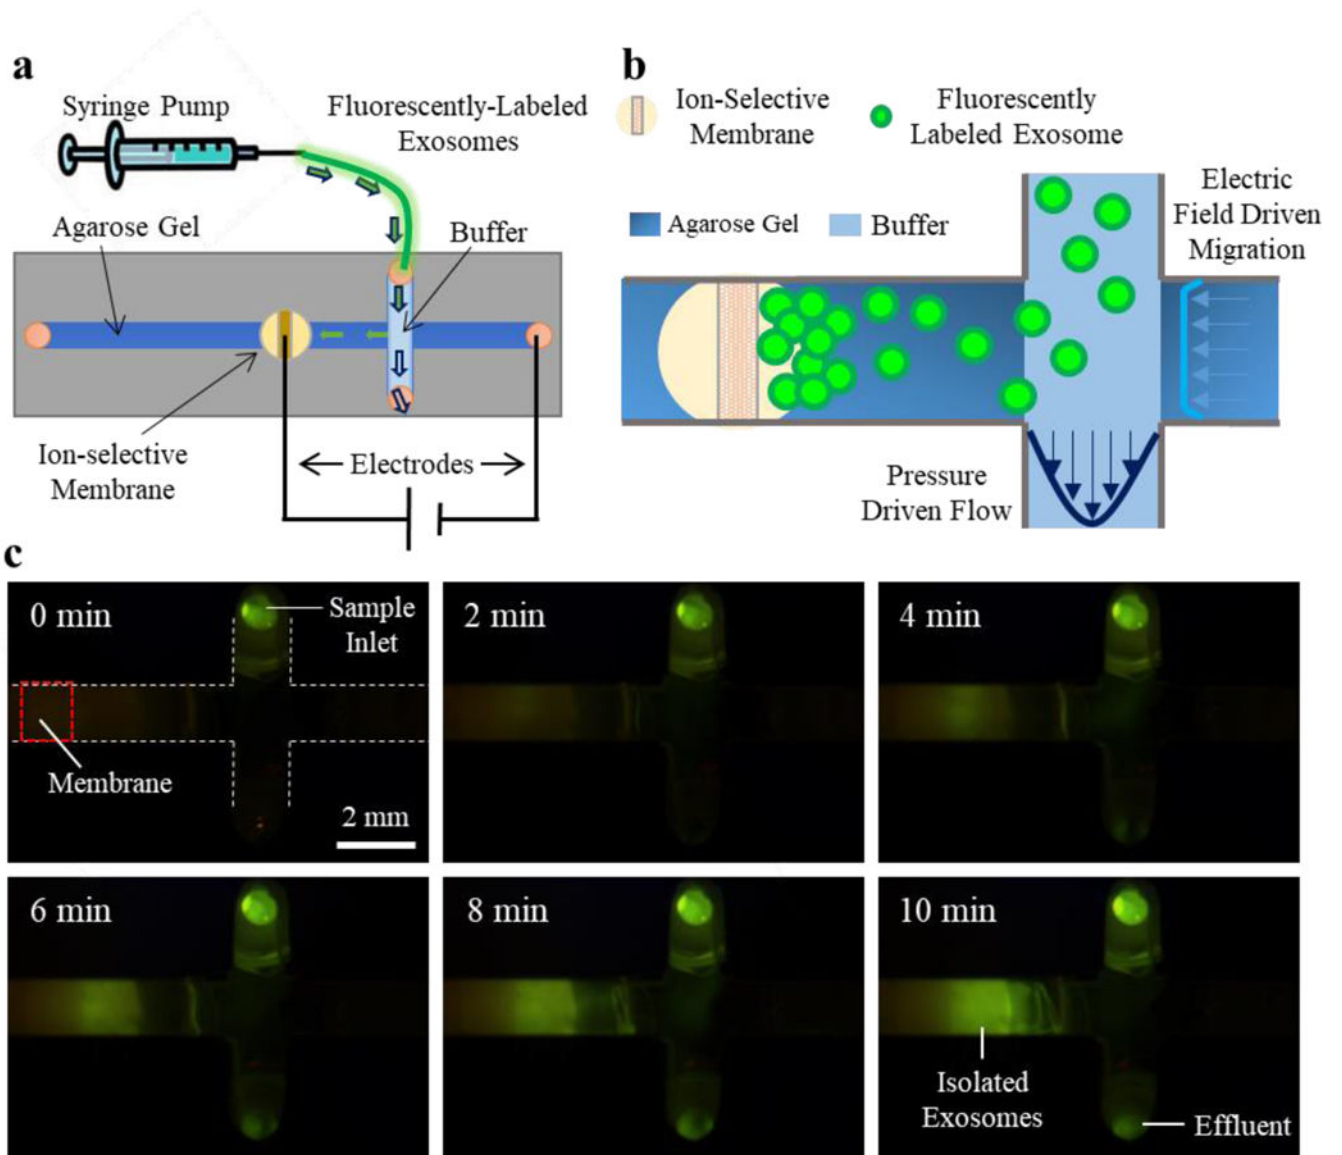 a
Syringe Pump
Fluorescently-Labeled
Exosomes
Agarose Gel
Buffer
Ion-selective
Membrane
Electrodes
b
Ion-Selective
Membrane
Fluorescently
Labeled Exosome
Agarose Gel
Buffer
Electric
Field Driven
Migration
Pressure
Driven Flow
c
0 min
Sample
Inlet
Membrane
2 mm
2 min
4 min
6 min
8 min
10 min
Isolated
Exosomes
Effluent